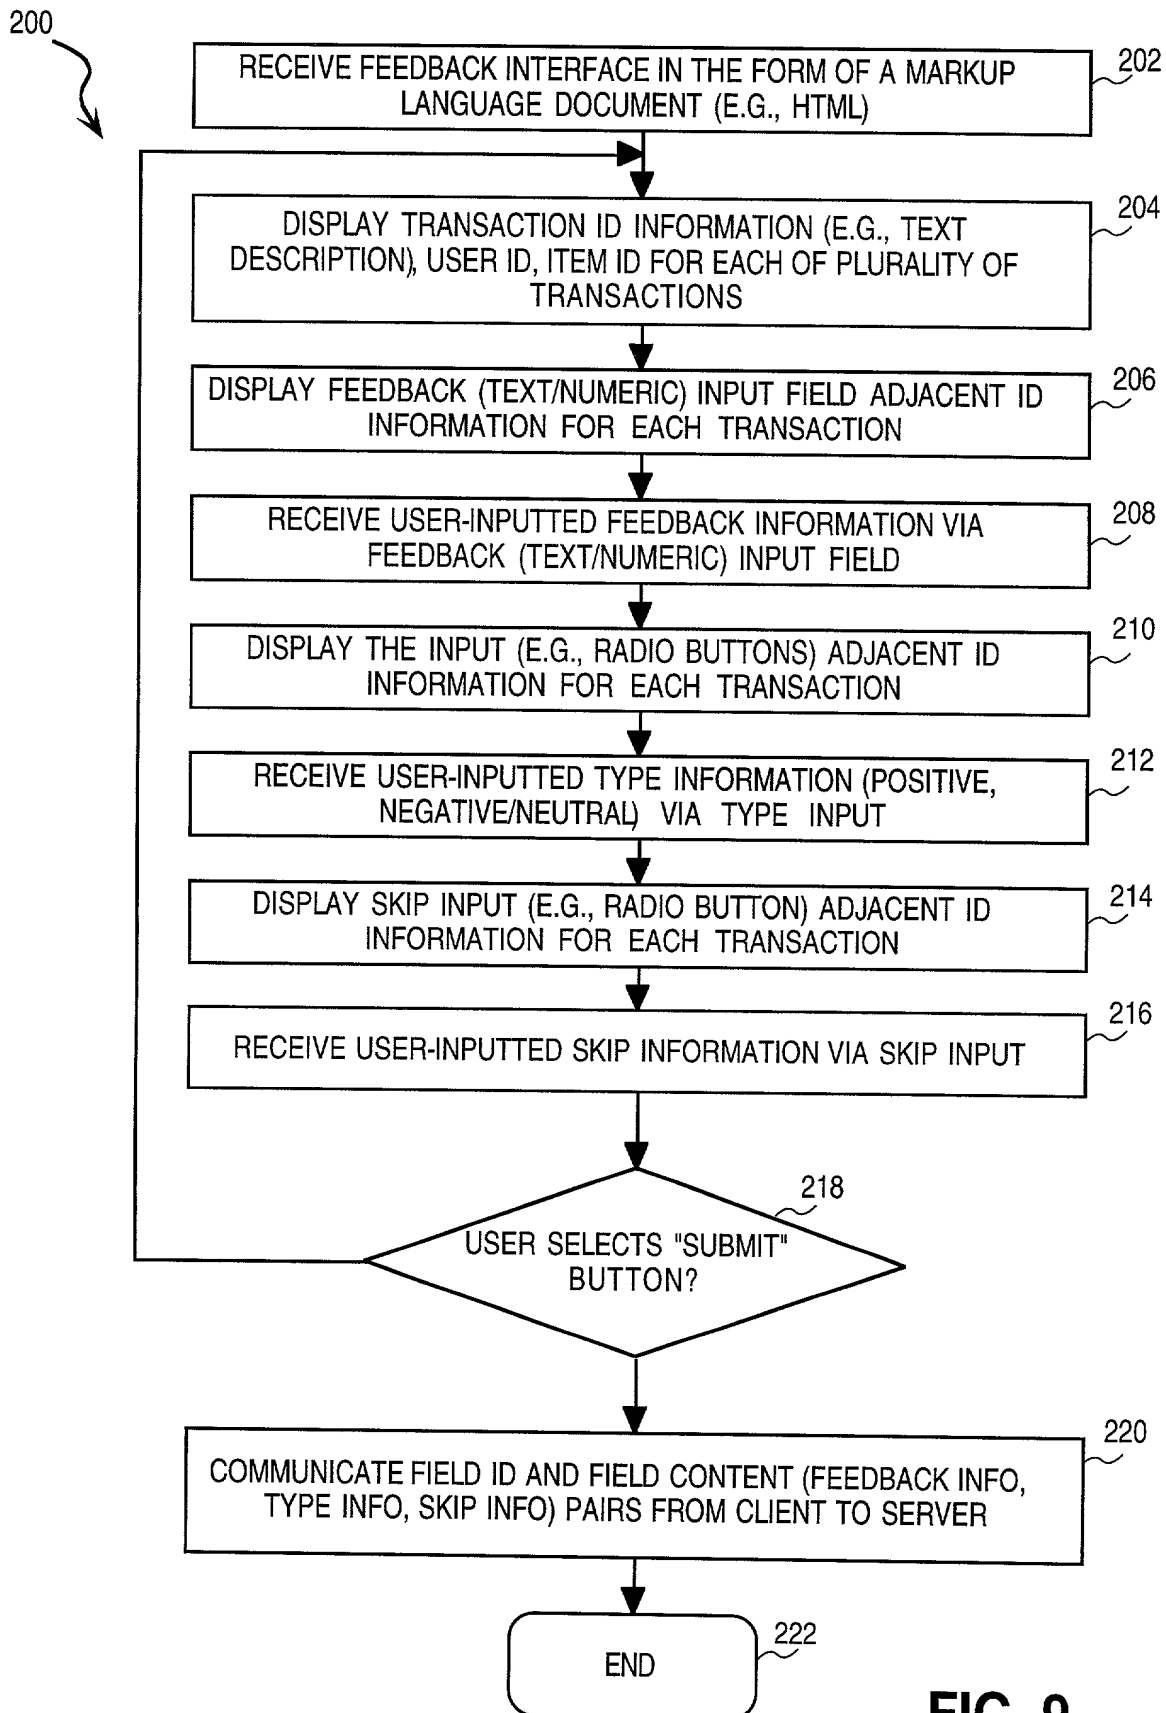 200
RECEIVE FEEDBACK INTERFACE IN THE FORM OF A MARKUP
LANGUAGE DOCUMENT (E.G., HTML)
202
DISPLAY TRANSACTION ID INFORMATION (E.G., TEXT
DESCRIPTION), USER ID, ITEM ID FOR EACH OF PLURALITY OF
TRANSACTIONS
204
DISPLAY FEEDBACK (TEXT/NUMERIC) INPUT FIELD ADJACENT ID
INFORMATION FOR EACH TRANSACTION
206
RECEIVE USER-INPUTTED FEEDBACK INFORMATION VIA
FEEDBACK (TEXT/NUMERIC) INPUT FIELD
208
DISPLAY THE INPUT (E.G., RADIO BUTTONS) ADJACENT ID
INFORMATION FOR EACH TRANSACTION
210
RECEIVE USER-INPUTTED TYPE INFORMATION (POSITIVE,
NEGATIVE/NEUTRAL) VIA TYPE INPUT
212
DISPLAY SKIP INPUT (E.G., RADIO BUTTON) ADJACENT ID
INFORMATION FOR EACH TRANSACTION
214
RECEIVE USER-INPUTTED SKIP INFORMATION VIA SKIP INPUT
216
USER SELECTS "SUBMIT"
BUTTON?
218
COMMUNICATE FIELD ID AND FIELD CONTENT (FEEDBACK INFO,
TYPE INFO, SKIP INFO) PAIRS FROM CLIENT TO SERVER
220
END
222
FIG.